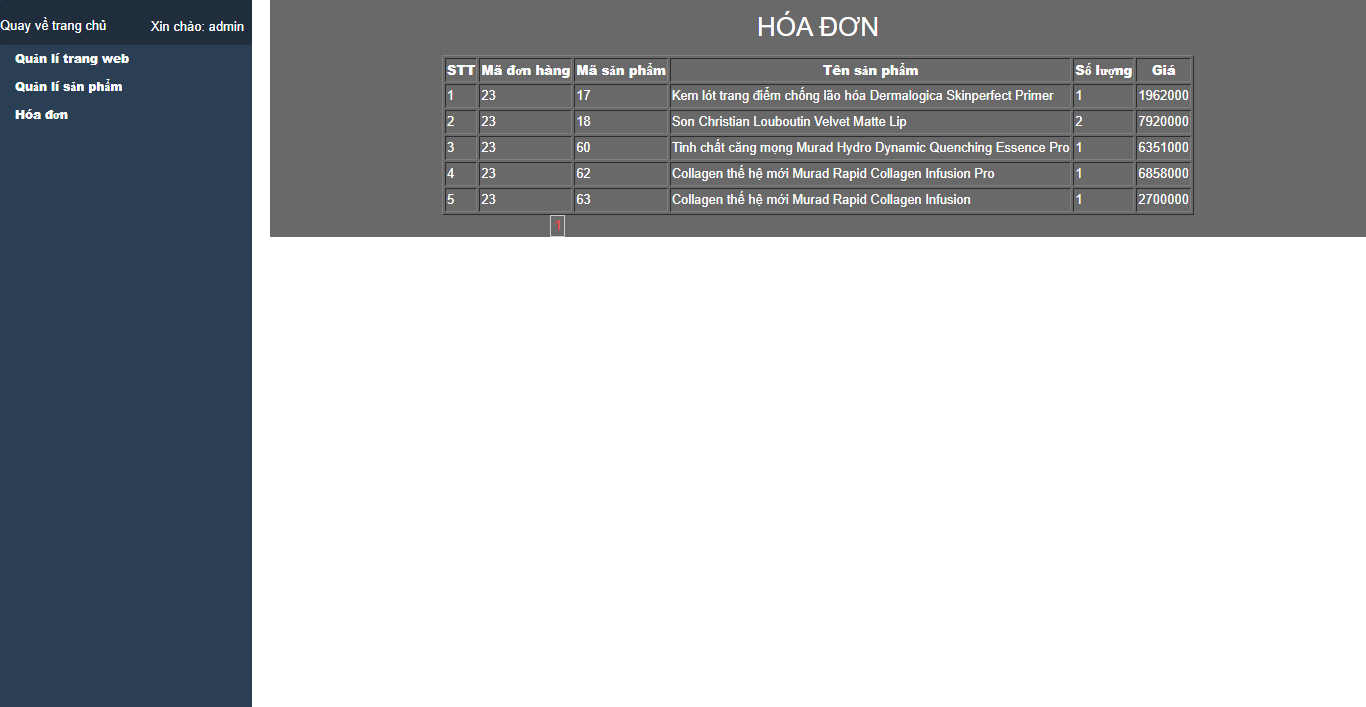 Quay về trang chủ Xin chào: admin
Quản lí trang web
Quản lí sản phẩm
Hóa đơn
HÓA ĐƠN
STT Mã đơn hàng Mã sản phẩm Tên sản phẩm Số lượng Giá
1 23 17 Kem lót trang điểm chống lão hóa Dermalogica Skinperfect Primer 1 1962000
2 23 18 Son Christian Louboutin Velvet Matte Lip 2 7920000
3 23 60 Tinh chất căng mọng Murad Hydro Dynamic Quenching Essence Pro 1 6351000
4 23 62 Collagen thế hệ mới Murad Rapid Collagen Infusion Pro 1 6858000
5 23 63 Collagen thế hệ mới Murad Rapid Collagen Infusion 1 2700000
1